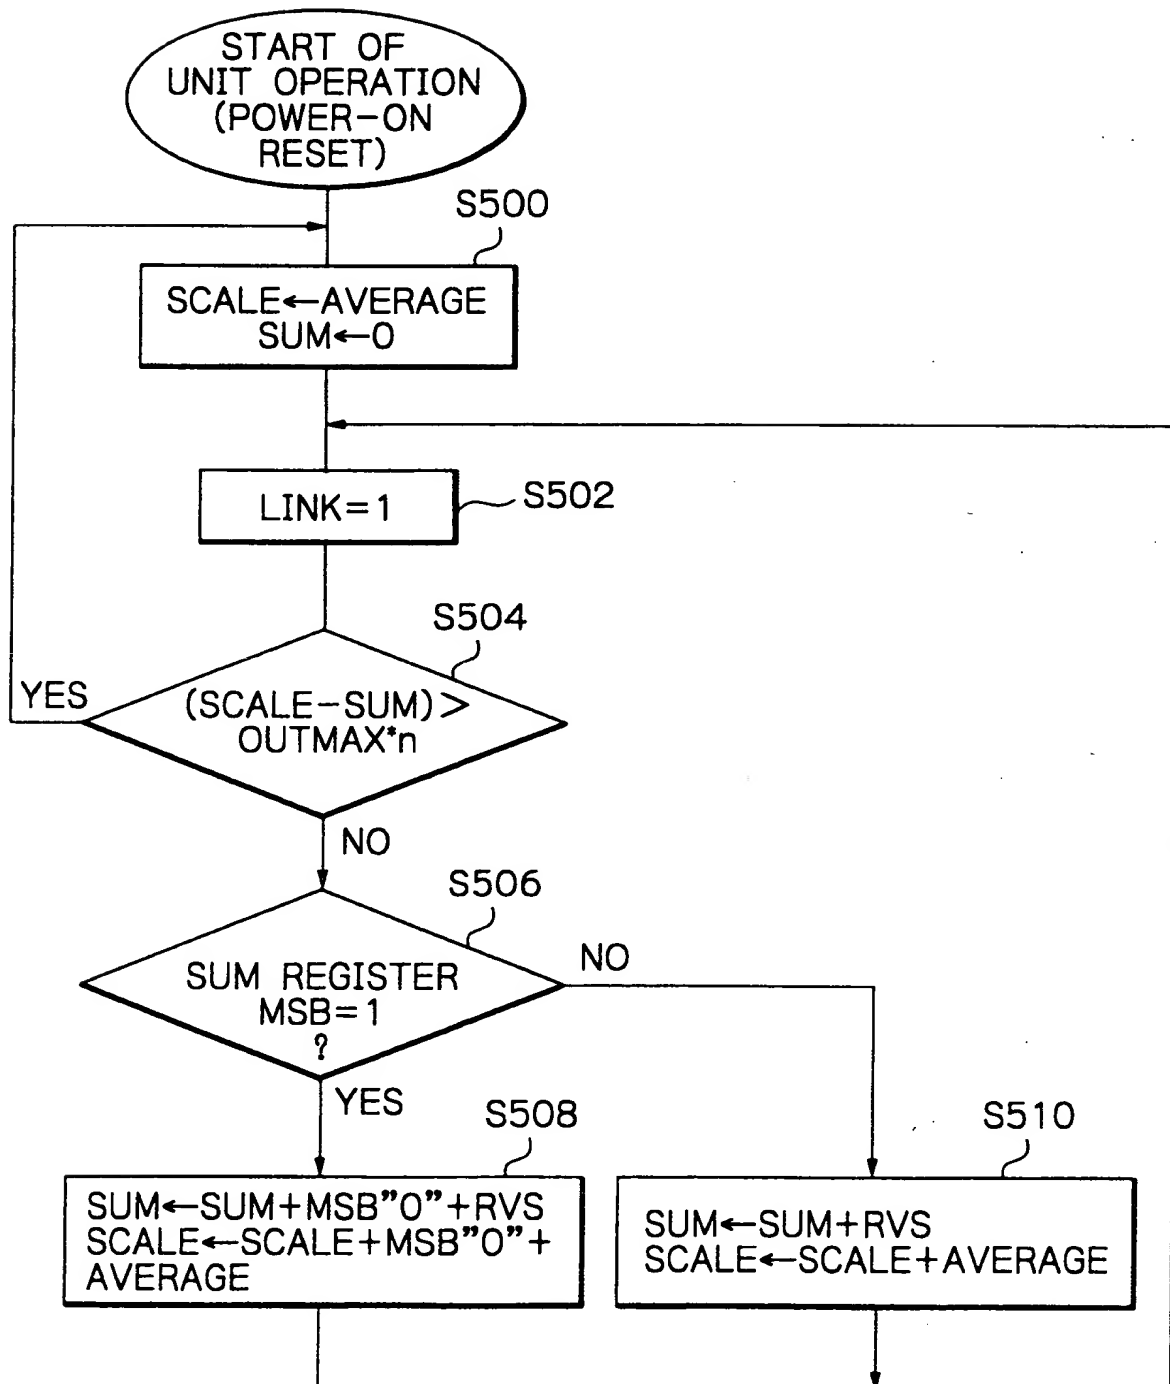 START OF
UNIT OPERATION
(POWER-ON
RESET)
S500
SCALE←AVERAGE
SUM←0
LINK=1
S502
S504
YES
(SCALE-SUM)>
OUTMAX*n
NO
S506
SUM REGISTER
MSB=1
?
NO
YES
S508
SUM←SUM+MSB"0"+RVS
SCALE←SCALE+MSB"0"+
AVERAGE
S510
SUM←SUM+RVS
SCALE←SCALE+AVERAGE